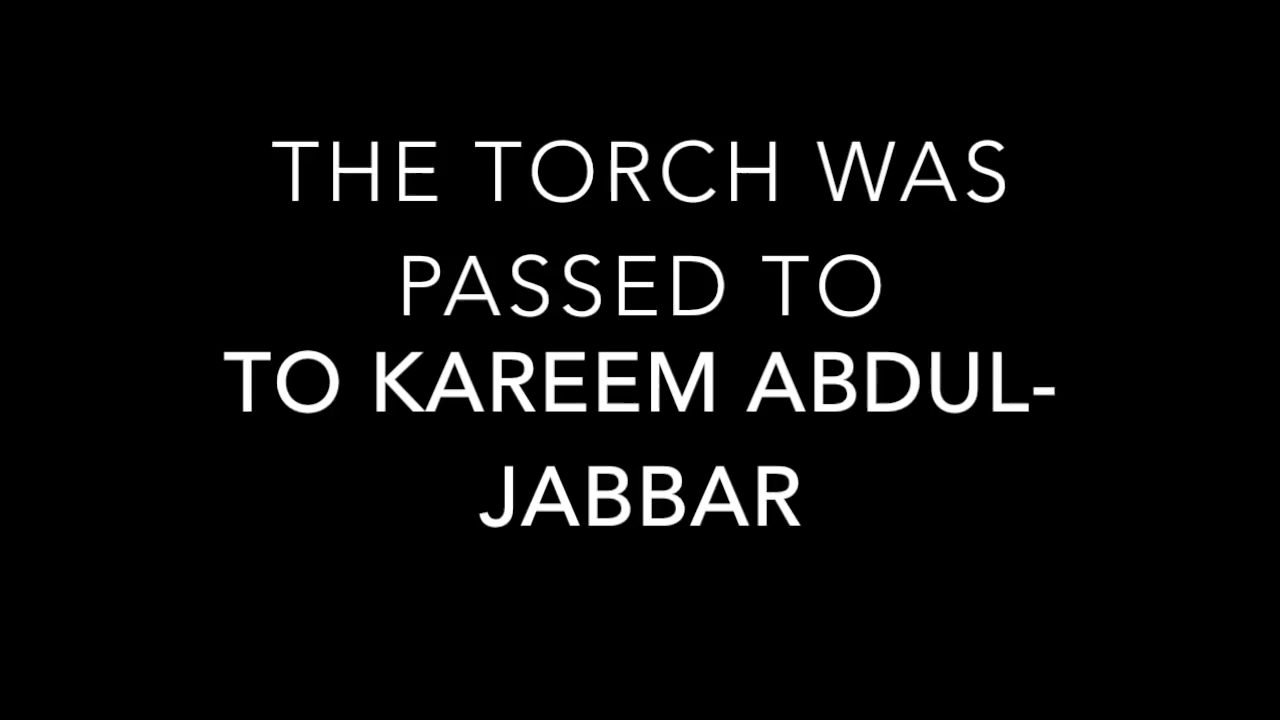 THE TORCH WAS
PASSED TO
TO KAREEM ABDUL-
JABBAR